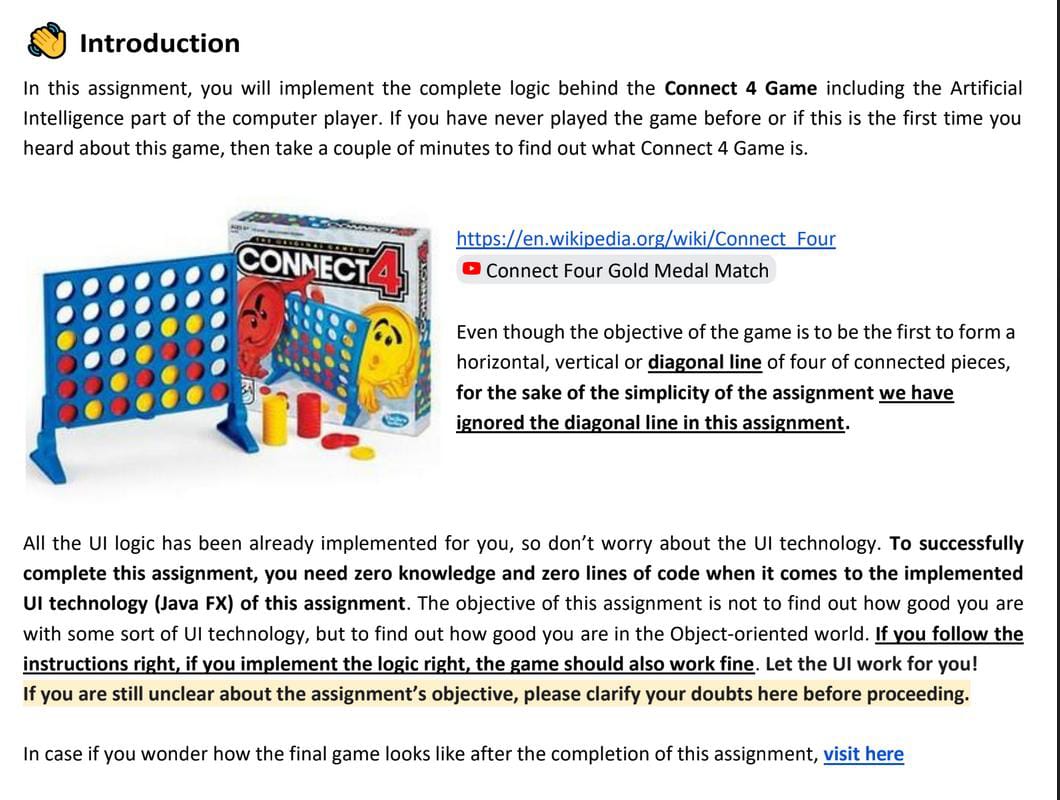 Introduction
In this assignment, you will implement the complete logic behind the Connect 4 Game including the Artificial
Intelligence part of the computer player. If you have never played the game before or if this is the first time you
heard about this game, then take a couple of minutes to find out what Connect 4 Game is.
CONNECT 4
https://en.wikipedia.org/wiki/Connect_Four
Connect Four Gold Medal Match
Even though the objective of the game is to be the first to form a
horizontal, vertical or diagonal line of four of connected pieces,
for the sake of the simplicity of the assignment we have
ignored the diagonal line in this assignment.
All the UI logic has been already implemented for you, so don't worry about the UI technology. To successfully
complete this assignment, you need zero knowledge and zero lines of code when it comes to the implemented
UI technology (Java FX) of this assignment. The objective of this assignment is not to find out how good you are
with some sort of UI technology, but to find out how good you are in the Object-oriented world. If you follow the
instructions right, if you implement the logic right, the game should also work fine. Let the UI work for you!
If you are still unclear about the assignment's objective, please clarify your doubts here before proceeding.
In case if you wonder how the final game looks like after the completion of this assignment, visit here